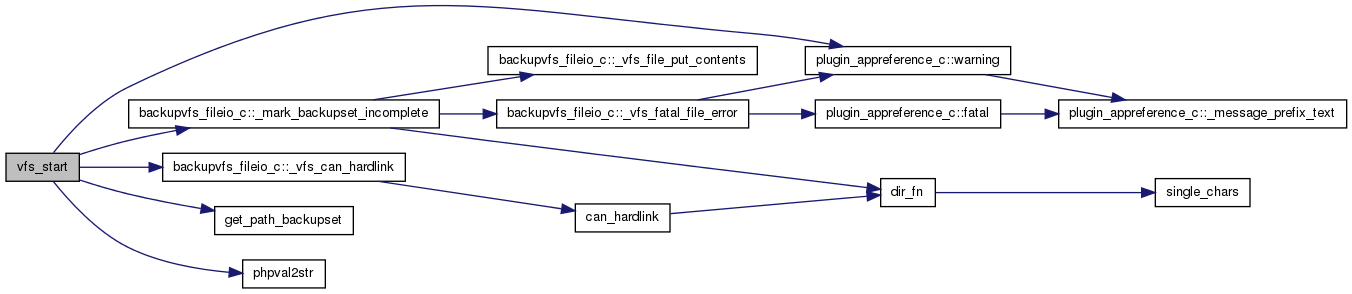 vfs_start
backupvfs_fileio_c::_mark_backupset_incomplete
backupvfs_fileio_c::_vfs_can_hardlink
get_path_backupset
phpval2str
backupvfs_fileio_c::_vfs_file_put_contents
backupvfs_fileio_c::_vfs_fatal_file_error
can_hardlink
plugin_appreference_c::warning
plugin_appreference_c::fatal
dir_fn
plugin_appreference_c::_message_prefix_text
single_chars